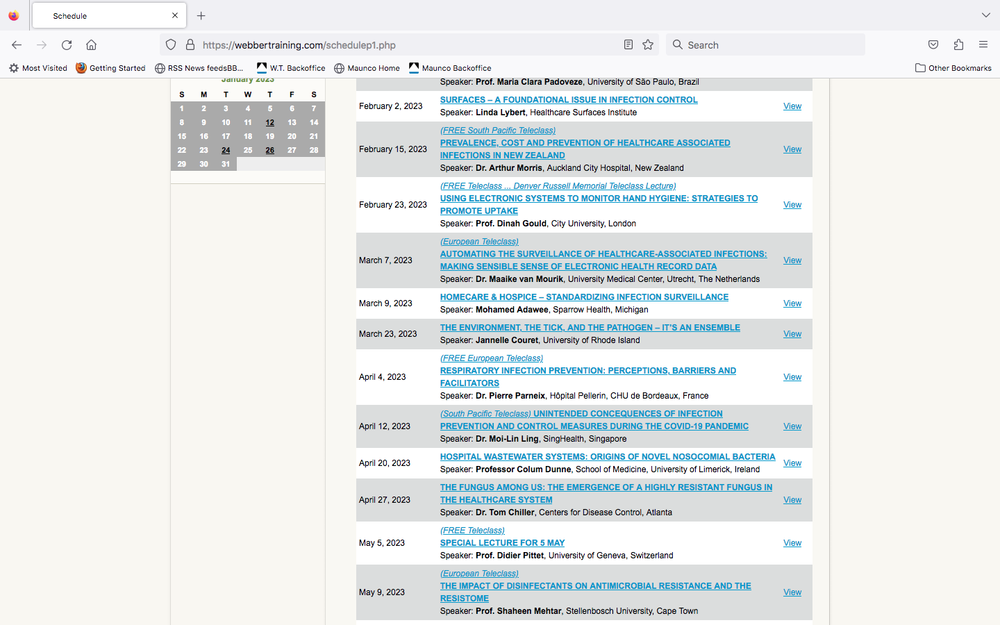 Schedule
https://webbertraining.com/schedulep1.php
Search
Most Visited
Getting Started
RSS News feedsBB...
W.T. Backoffice
Maunco Home
Maunco Backoffice
Other Bookmarks
January 2023
S M T W T F S
1 2 3 4 5 6 7
8 9 10 11 12 13 14
15 16 17 18 19 20 21
22 23 24 25 26 27 28
29 30 31
Speaker: Prof. Maria Clara Padoveze, University of São Paulo, Brazil
February 2, 2023
SURFACES – A FOUNDATIONAL ISSUE IN INFECTION CONTROL
Speaker: Linda Lybert, Healthcare Surfaces Institute
View
February 15, 2023
(FREE South Pacific Teleclass)
PREVALENCE, COST AND PREVENTION OF HEALTHCARE ASSOCIATED
INFECTIONS IN NEW ZEALAND
Speaker: Dr. Arthur Morris, Auckland City Hospital, New Zealand
View
February 23, 2023
(FREE Teleclass ... Denver Russell Memorial Teleclass Lecture)
USING ELECTRONIC SYSTEMS TO MONITOR HAND HYGIENE: STRATEGIES TO
PROMOTE UPTAKE
Speaker: Prof. Dinah Gould, City University, London
View
March 7, 2023
(European Teleclass)
AUTOMATING THE SURVEILLANCE OF HEALTHCARE-ASSOCIATED INFECTIONS:
MAKING SENSIBLE SENSE OF ELECTRONIC HEALTH RECORD DATA
Speaker: Dr. Maaike van Mourik, University Medical Center, Utrecht, The Netherlands
View
March 9, 2023
HOMECARE & HOSPICE – STANDARDIZING INFECTION SURVEILLANCE
Speaker: Mohamed Adawee, Sparrow Health, Michigan
View
March 23, 2023
THE ENVIRONMENT, THE TICK, AND THE PATHOGEN – IT'S AN ENSEMBLE
Speaker: Jannelle Couret, University of Rhode Island
View
April 4, 2023
(FREE European Teleclass)
RESPIRATORY INFECTION PREVENTION: PERCEPTIONS, BARRIERS AND
FACILITATORS
Speaker: Dr. Pierre Parneix, Hôpital Pellerin, CHU de Bordeaux, France
View
April 12, 2023
(South Pacific Teleclass) UNINTENDED CONCEQUENCES OF INFECTION
PREVENTION AND CONTROL MEASURES DURING THE COVID-19 PANDEMIC
Speaker: Dr. Moi-Lin Ling, SingHealth, Singapore
View
April 20, 2023
HOSPITAL WASTEWATER SYSTEMS: ORIGINS OF NOVEL NOSOCOMIAL BACTERIA
Speaker: Professor Colum Dunne, School of Medicine, University of Limerick, Ireland
View
April 27, 2023
THE FUNGUS AMONG US: THE EMERGENCE OF A HIGHLY RESISTANT FUNGUS IN
THE HEALTHCARE SYSTEM
Speaker: Dr. Tom Chiller, Centers for Disease Control, Atlanta
View
May 5, 2023
(FREE Teleclass)
SPECIAL LECTURE FOR 5 MAY
Speaker: Prof. Didier Pittet, University of Geneva, Switzerland
View
May 9, 2023
(European Teleclass)
THE IMPACT OF DISINFECTANTS ON ANTIMICROBIAL RESISTANCE AND THE
RESISTOME
Speaker: Prof. Shaheen Mehtar, Stellenbosch University, Cape Town
View